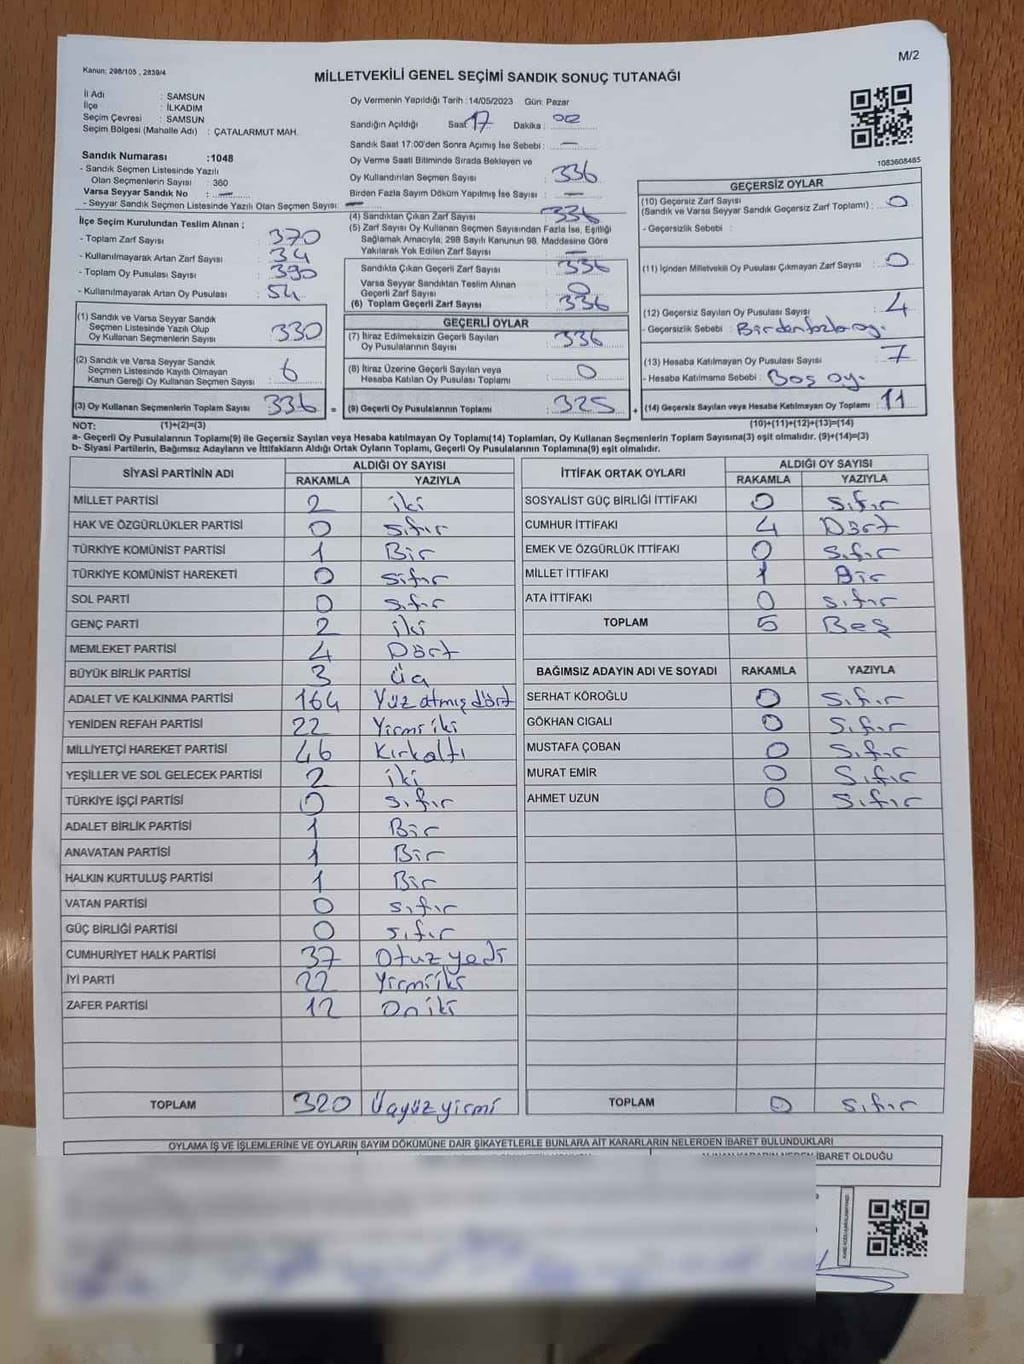 M/2
Kanun: 298/105 , 2839/4
MİLLETVEKİLİ GENEL SEÇİMİ SANDIK SONUÇ TUTANAĞI
İl Adı : SAMSUN
İlçe : İLKADIM
Seçim Çevresi : SAMSUN
Seçim Bölgesi (Mahalle Adı) : ÇATALARMUT MAH.
Sandık Numarası :1048
- Sandık Seçmen Listesinde Yazılı
Olan Seçmenlerin Sayısı : 360
Varsa Seyyar Sandık No : —
- Seyyar Sandık Seçmen Listesinde Yazılı Olan Seçmen Sayısı: —
Oy Vermenin Yapıldığı Tarih :14/05/2023 Gün: Pazar
Sandığın Açıldığı Saat 17 Dakika : 00
Sandık Saat 17:00'den Sonra Açımış İse Sebebi : —
Oy Verme Saati Bitiminde Sırada Bekleyen ve
Oy Kullandırılan Seçmen Sayısı 336
Birden Fazla Sayım Döküm Yapılmış İse Sayısı : —
1083608485
İlçe Seçim Kurulundan Teslim Alınan ;
- Toplam Zarf Sayısı : 370
- Kullanılmayarak Artan Zarf Sayısı : 34
- Toplam Oy Pusulası Sayısı : 390
- Kullanılmayarak Artan Oy Pusulası : 54
(1) Sandık ve Varsa Seyyar Sandık
Seçmen Listesinde Yazılı Olup
Oy Kullanan Seçmenlerin Sayısı : 330
(2) Sandık ve Varsa Seyyar Sandık
Seçmen Listesinde Kayıtlı Olmayan
Kanun Gereği Oy Kullanan Seçmen Sayısı : 6
(3) Oy Kullanan Seçmenlerin Toplam Sayısı 336 =
(4) Sandıktan Çıkan Zarf Sayısı 336
(5) Zarf Sayısı Oy Kullanan Seçmen Sayısından Fazla İse, Eşitliği
Sağlamak Amacıyla; 298 Sayılı Kanunun 98. Maddesine Göre
Yakılarak Yok Edilen Zarf Sayısı : —
Sandıkta Çıkan Geçerli Zarf Sayısı : 336
Varsa Seyyar Sandıktan Teslim Alınan
Geçerli Zarf Sayısı : 0
(6) Toplam Geçerli Zarf Sayısı : 336
GEÇERLİ OYLAR
(7) İtiraz Edilmeksizin Geçerli Sayılan
Oy Pusulalarının Sayısı : 336
(8) İtiraz Üzerine Geçerli Sayılan veya
Hesaba Katılan Oy Pusulası Toplamı : 0
(9) Geçerli Oy Pusulalarının Toplamı : 325 +
GEÇERSİZ OYLAR
(10) Geçersiz Zarf Sayısı
(Sandık ve Varsa Seyyar Sandık Geçersiz Zarf Toplamı) : 0
- Geçersizlik Sebebi :
(11) İçinden Milletvekili Oy Pusulası Çıkmayan Zarf Sayısı : 0
(12) Geçersiz Sayılan Oy Pusulası Sayısı : 4
- Geçersizlik Sebebi : Birdenfazla oy.
(13) Hesaba Katılmayan Oy Pusulası Sayısı : 7
- Hesaba Katılmama Sebebi : Boş oy.
(14) Geçersiz Sayılan veya Hesaba Katılmayan Oy Toplamı : 11
NOT: (1)+(2)=(3) (10)+(11)+(12)+(13)=(14)
a- Geçerli Oy Pusulalarının Toplamı(9) ile Geçersiz Sayılan veya Hesaba katılmayan Oy Toplamı(14) Toplamları, Oy Kullanan Seçmenlerin Toplam Sayısına(3) eşit olmalıdır. (9)+(14)=(3)
b- Siyasi Partilerin, Bağımsız Adayların ve İttifakların Aldığı Ortak Oyların Toplamı, Geçerli Oy Pusulalarının Toplamına(9) eşit olmalıdır.
SİYASİ PARTİNİN ADI ALDIĞI OY SAYISI
RAKAMLA YAZIYLA
MİLLET PARTİSİ 2 iki
HAK VE ÖZGÜRLÜKLER PARTİSİ 0 sıfır
TÜRKİYE KOMÜNİST PARTİSİ 1 Bir
TÜRKİYE KOMÜNİST HAREKETİ 0 sıfır
SOL PARTİ 0 sıfır
GENÇ PARTİ 2 iki
MEMLEKET PARTİSİ 4 Dört
BÜYÜK BİRLİK PARTİSİ 3 Üç
ADALET VE KALKINMA PARTİSİ 164 Yüz atmış dört
YENİDEN REFAH PARTİSİ 22 Yirmi iki
MİLLİYETÇİ HAREKET PARTİSİ 46 Kırkaltı
YEŞİLLER VE SOL GELECEK PARTİSİ 2 iki
TÜRKİYE İŞÇİ PARTİSİ 0 sıfır
ADALET BİRLİK PARTİSİ 1 Bir
ANAVATAN PARTİSİ 1 Bir
HALKIN KURTULUŞ PARTİSİ 1 Bir
VATAN PARTİSİ 0 sıfır
GÜÇ BİRLİĞİ PARTİSİ 0 sıfır
CUMHURİYET HALK PARTİSİ 37 Otuz yedi
İYİ PARTİ 22 Yirmi iki
ZAFER PARTİSİ 12 On iki
TOPLAM 320 Üçyüz yirmi
İTTİFAK ORTAK OYLARI ALDIĞI OY SAYISI
RAKAMLA YAZIYLA
SOSYALİST GÜÇ BİRLİĞİ İTTİFAKI 0 sıfır
CUMHUR İTTİFAKI 4 Dört
EMEK VE ÖZGÜRLÜK İTTİFAKI 0 sıfır
MİLLET İTTİFAKI 1 Bir
ATA İTTİFAKI 0 sıfır
TOPLAM 5 Beş
BAĞIMSIZ ADAYIN ADI VE SOYADI RAKAMLA YAZIYLA
SERHAT KÖROĞLU 0 sıfır
GÖKHAN CIGALI 0 sıfır
MUSTAFA ÇOBAN 0 sıfır
MURAT EMİR 0 sıfır
AHMET UZUN 0 sıfır
TOPLAM 0 sıfır
OYLAMA İŞ VE İŞLEMLERİNE VE OYLARIN SAYIM DÖKÜMÜNE DAİR ŞİKAYETLERLE BUNLARA AİT KARARLARIN NELERDEN İBARET BULUNDUKLARI
İBARET OLDUĞU